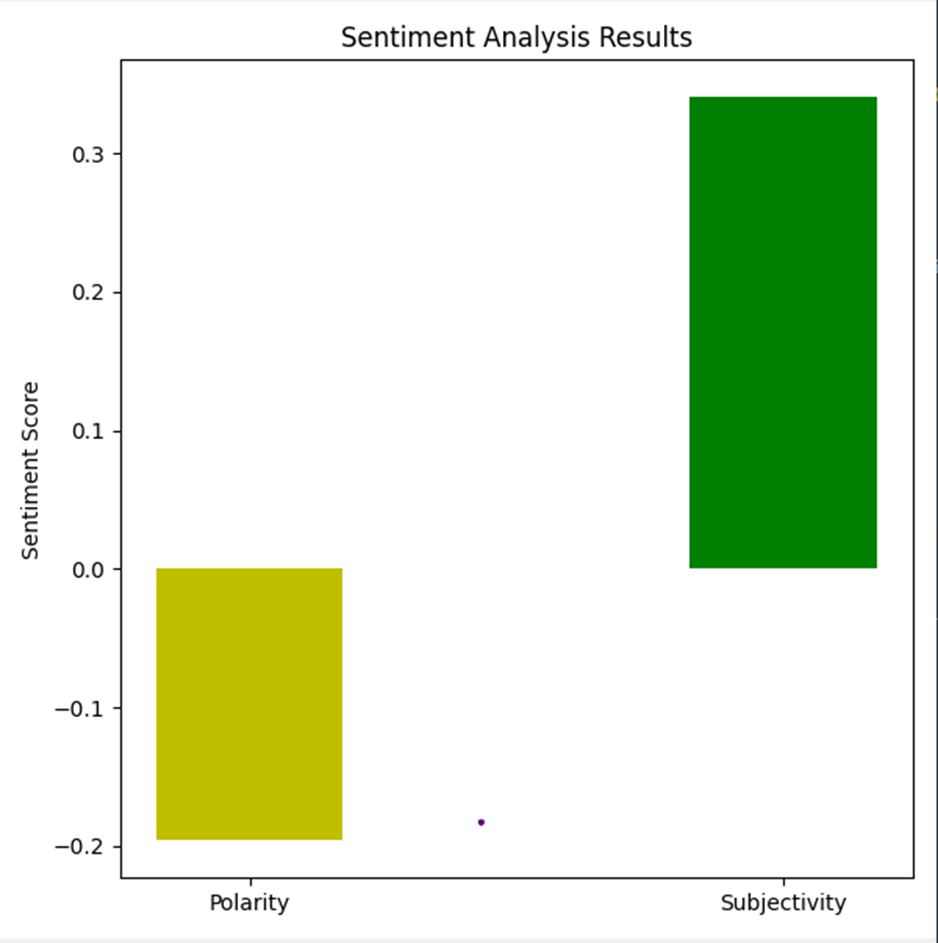 Sentiment Analysis Results
Sentiment Score
0.3
0.2
0.1
0.0
−0.1
−0.2
Polarity
Subjectivity